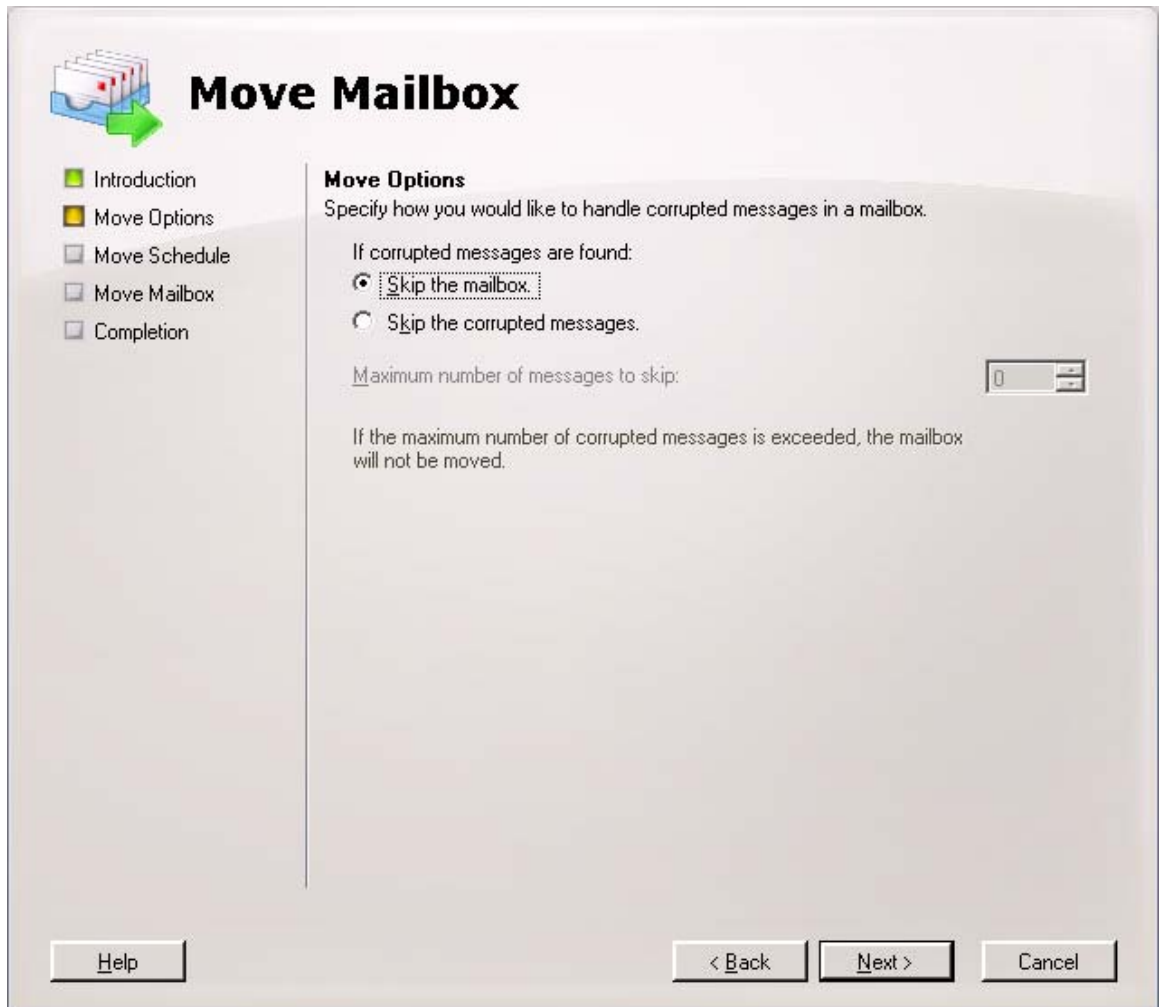 Move Mailbox
Introduction
Move Options
Move Schedule
Move Mailbox
Completion
Move Options
Specify how you would like to handle corrupted messages in a mailbox.
If corrupted messages are found:
Skip the mailbox.
Skip the corrupted messages.
Maximum number of messages to skip:
0
If the maximum number of corrupted messages is exceeded, the mailbox
will not be moved.
Help
< Back
Next >
Cancel